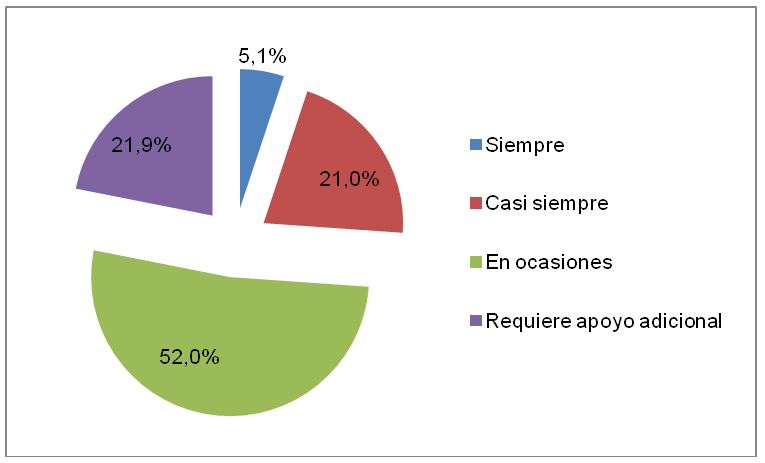 5,1%
21,9%
21,0%
52,0%
Siempre
Casi siempre
En ocasiones
Requiere apoyo adicional